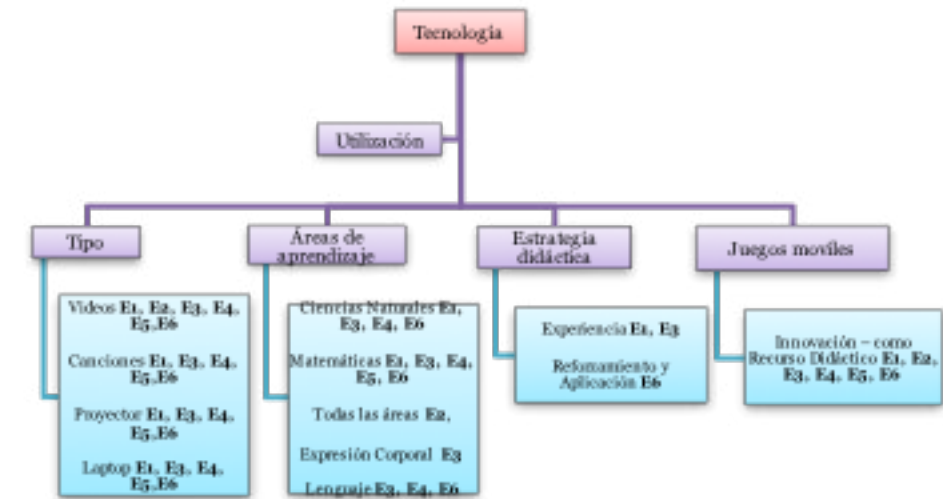 Tecnología
Utilización
Tipo
Áreas de
aprendizaje
Estrategia
didáctica
Juegos moviles
Videos E1, E2, E3, E4,
E5,E6
Canciones E1, E3, E4,
E5,E6
Proyector E1, E3, E4,
E5,E6
Laptop E1, E3, E4,
E5,E6
Ciencias Naturales E1,
E3, E4, E6
Matemáticas E1, E3, E4,
E5, E6
Todas las áreas E2,
Expresión Corporal E3
Lenguaje E3, E4, E6
Experiencia E1, E3
y
Aplicación E6
Innovación – como
Recurso Didáctico E1, E2,
E3, E4, E5, E6